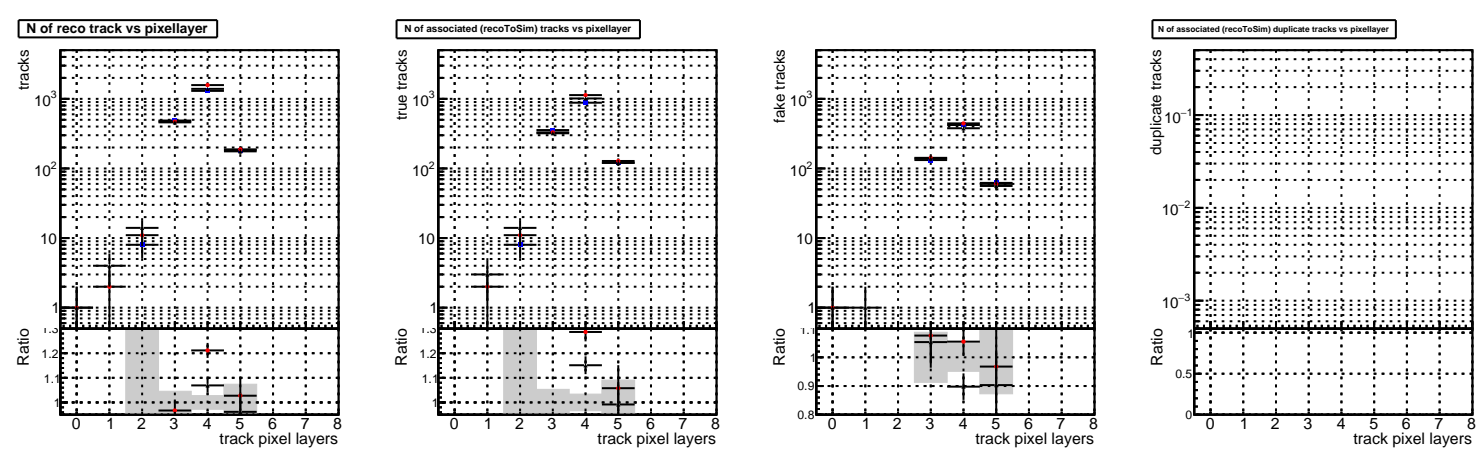 N of reco track vs pixellayer
tracks
10³
10²
10
1
Ratio
1.3
1.2
1.1
1
0 1 2 3 4 5 6 7 8
track pixel layers
N of associated (recoToSim) tracks vs pixellayer
true tracks
10³
10²
10
1
Ratio
1.3
1.2
1.1
1
0 1 2 3 4 5 6 7 8
track pixel layers
fake tracks
10³
10²
10
1
Ratio
1.1
1
0.9
0.8
0 1 2 3 4 5 6 7 8
track pixel layers
N of associated (recoToSim) duplicate tracks vs pixellayer
duplicate tracks
10⁻¹
10⁻²
10⁻³
Ratio
1
0.5
0
0 1 2 3 4 5 6 7 8
track pixel layers